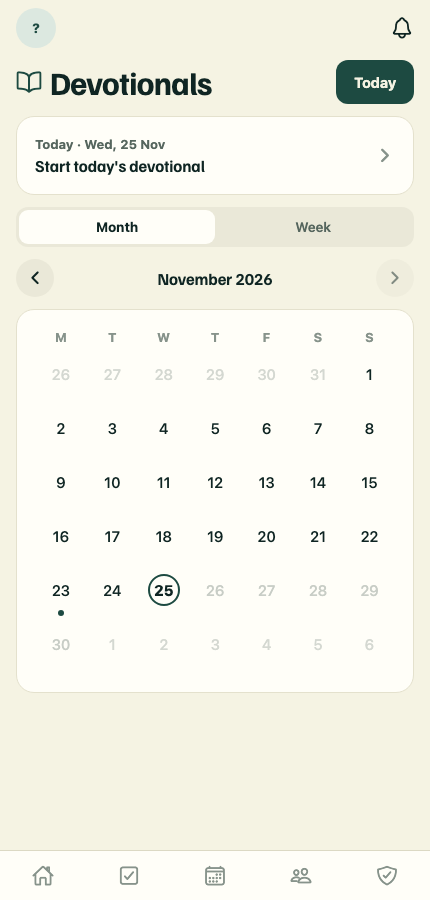 ?
Devotionals
Today
Today · Wed, 25 Nov
Start today's devotional
Month Week
November 2026
M T W T F S S
26 27 28 29 30 31 1
2 3 4 5 6 7 8
9 10 11 12 13 14 15
16 17 18 19 20 21 22
23 24 25 26 27 28 29
30 1 2 3 4 5 6